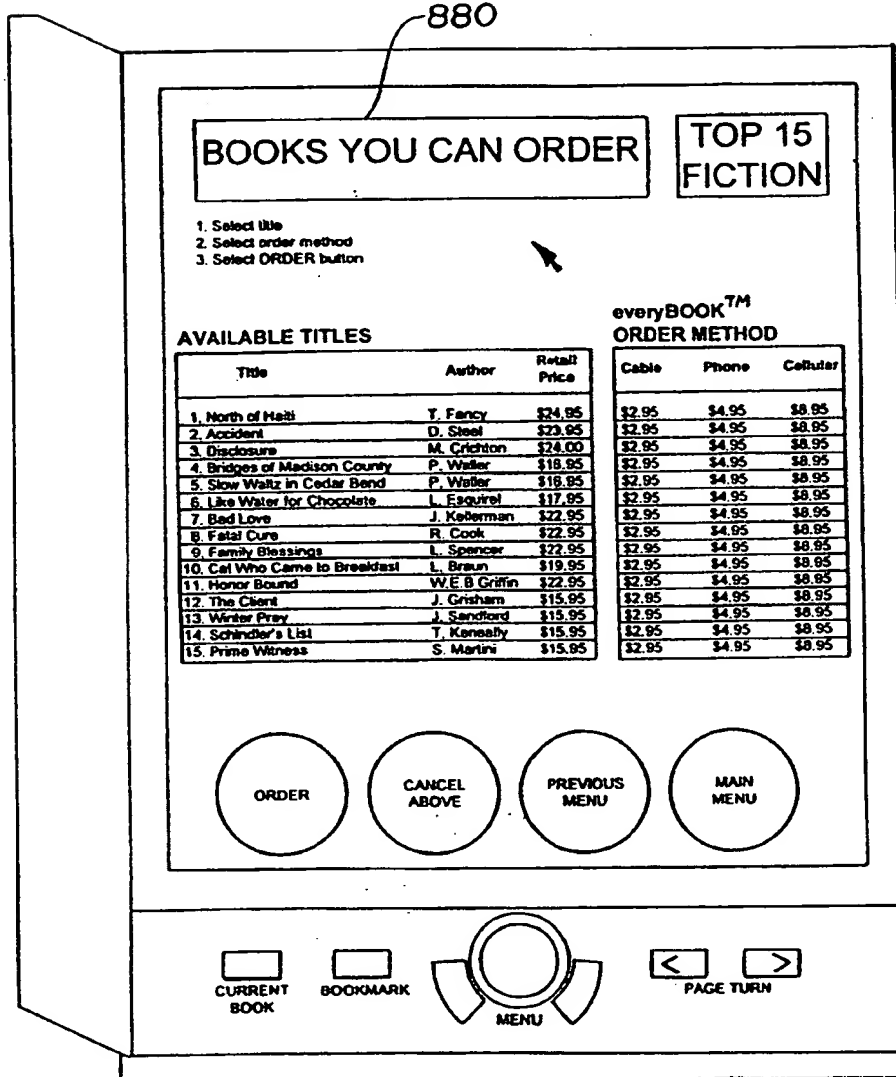 880
BOOKS YOU CAN ORDER
TOP 15
FICTION
1. Select title
2. Select order method
3. Select ORDER button
AVAILABLE TITLES
everyBOOK™
ORDER METHOD
Title Author Retail Price Cable Phone Cellular
1. North of Haiti T. Fancy $24.95 $2.95 $4.95 $8.95
2. Accident D. Steel $23.95 $2.95 $4.95 $8.95
3. Disclosure M. Crichton $24.00 $2.95 $4.95 $8.95
4. Bridges of Madison County P. Waller $16.95 $2.95 $4.95 $8.95
5. Slow Waltz in Cedar Bend P. Waller $16.95 $2.95 $4.95 $8.95
6. Like Water for Chocolate L. Esquirel $17.95 $2.95 $4.95 $8.95
7. Bad Love J. Kellerman $22.95 $2.95 $4.95 $8.95
8. Fatal Cure R. Cook $22.95 $2.95 $4.95 $8.95
9. Family Blessings L. Spencer $22.95 $2.95 $4.95 $8.95
10. Cat Who Came to Breakfast L. Braun $19.95 $2.95 $4.95 $8.95
11. Honor Bound W.E.B Griffin $22.95 $2.95 $4.95 $8.95
12. The Client J. Grisham $15.95 $2.95 $4.95 $8.95
13. Winter Prey J. Sandford $15.95 $2.95 $4.95 $8.95
14. Schindler's List T. Keneally $15.95 $2.95 $4.95 $8.95
15. Prime Witness S. Martini $15.95 $2.95 $4.95 $8.95
ORDER
CANCEL
ABOVE
PREVIOUS
MENU
MAIN
MENU
< >
CURRENT
BOOK
BOOKMARK
MENU
PAGE TURN